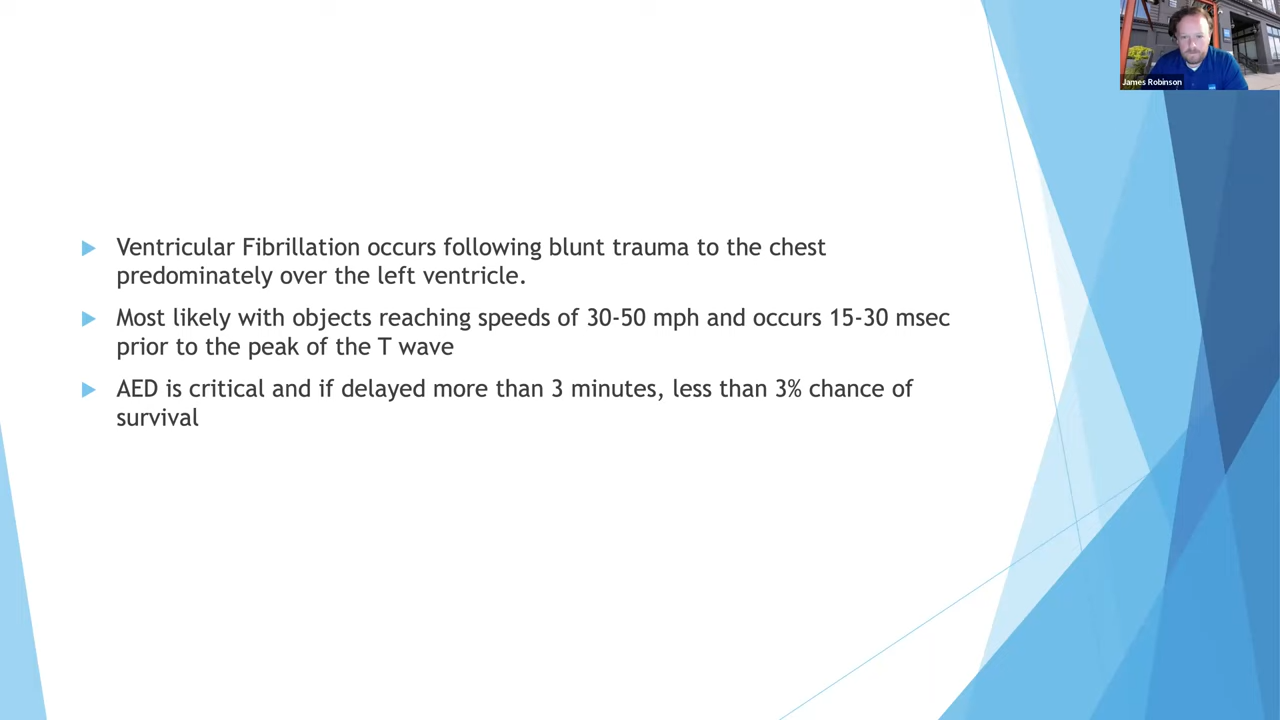 James Robinson
Ventricular Fibrillation occurs following blunt trauma to the chest
predominately over the left ventricle.
Most likely with objects reaching speeds of 30-50 mph and occurs 15-30 msec
prior to the peak of the T wave
AED is critical and if delayed more than 3 minutes, less than 3% chance of
survival